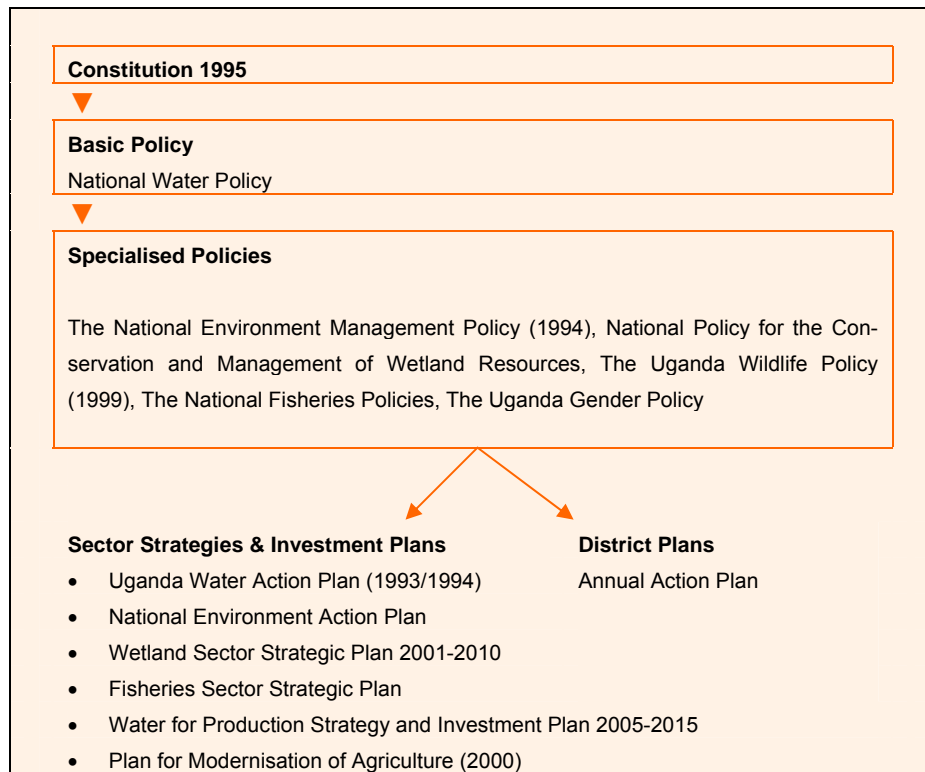 Constitution 1995
Basic Policy
National Water Policy
Specialised Policies
The National Environment Management Policy (1994), National Policy for the Con-
servation and Management of Wetland Resources, The Uganda Wildlife Policy
(1999), The National Fisheries Policies, The Uganda Gender Policy
Sector Strategies & Investment Plans
• Uganda Water Action Plan (1993/1994)
• National Environment Action Plan
• Wetland Sector Strategic Plan 2001-2010
• Fisheries Sector Strategic Plan
• Water for Production Strategy and Investment Plan 2005-2015
• Plan for Modernisation of Agriculture (2000)
District Plans
Annual Action Plan